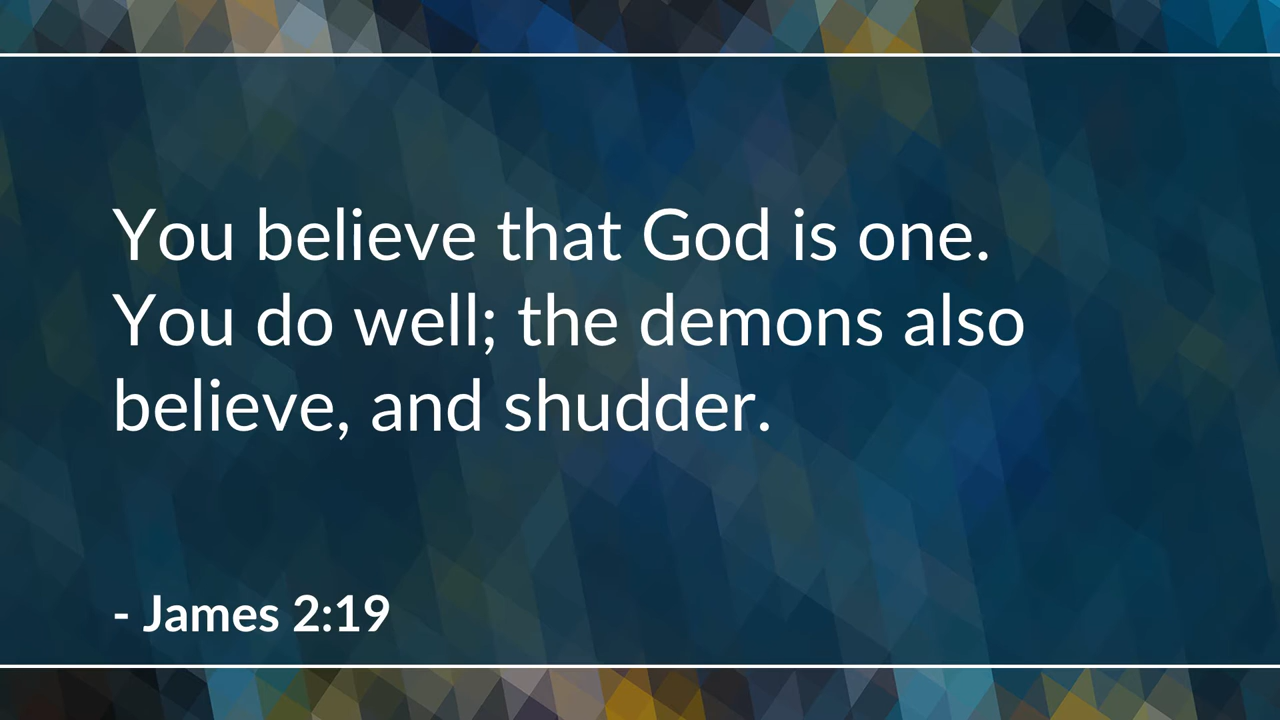 You believe that God is one.
You do well; the demons also
believe, and shudder.
- James 2:19